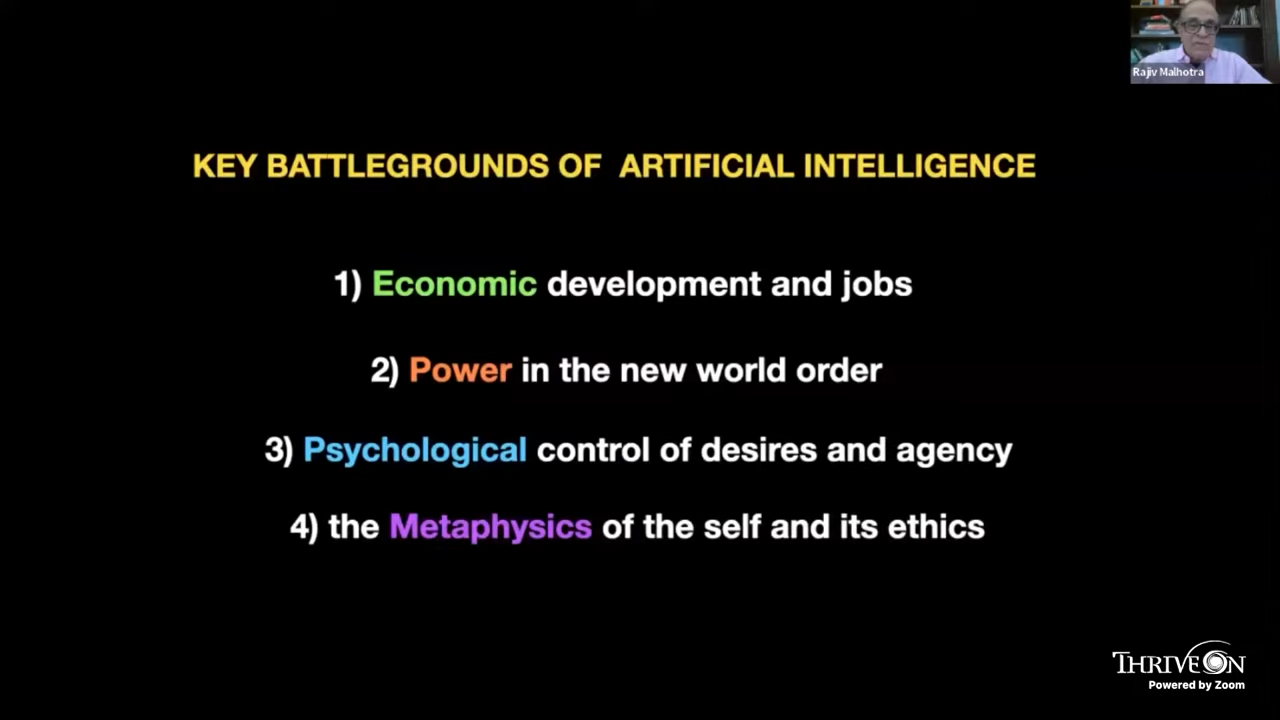 Rajiv Malhotra
KEY BATTLEGROUNDS OF ARTIFICIAL INTELLIGENCE
1) Economic development and jobs
2) Power in the new world order
3) Psychological control of desires and agency
4) the Metaphysics of the self and its ethics
THRIVEON
Powered by Zoom